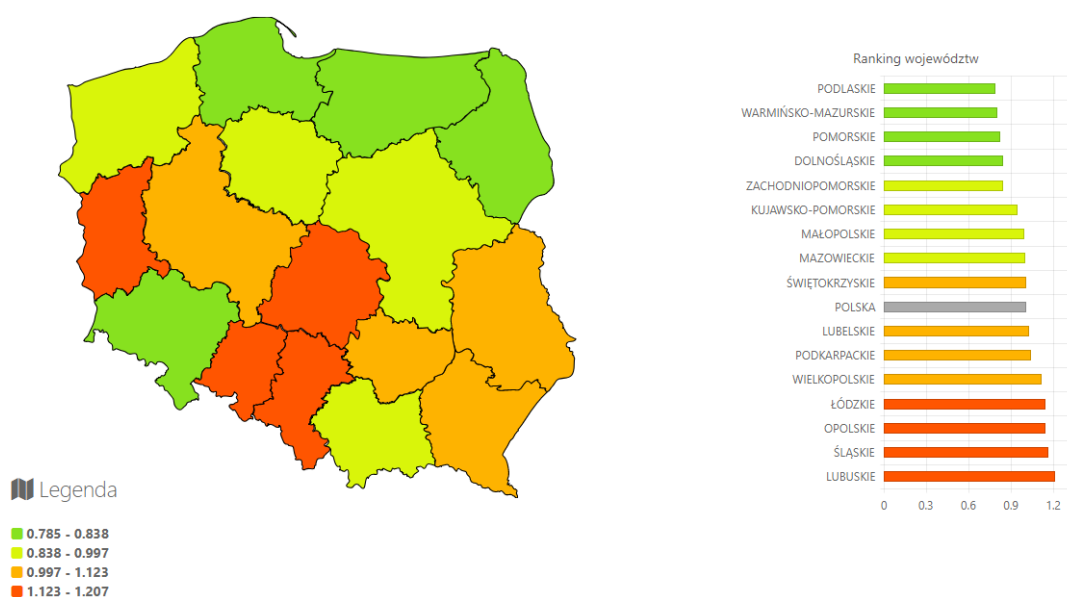 Ranking województw
PODLASKIE
WARMIŃSKO-MAZURSKIE
POMORSKIE
DOLNOŚLĄSKIE
ZACHODNIOPOMORSKIE
KUJAWSKO-POMORSKIE
MAŁOPOLSKIE
MAZOWIECKIE
ŚWIĘTOKRZYSKIE
POLSKA
LUBELSKIE
PODKARPACKIE
WIELKOPOLSKIE
ŁÓDZKIE
OPOLSKIE
ŚLĄSKIE
LUBUSKIE
0 0.3 0.6 0.9 1.2
Legenda
0.785 - 0.838
0.838 - 0.997
0.997 - 1.123
1.123 - 1.207